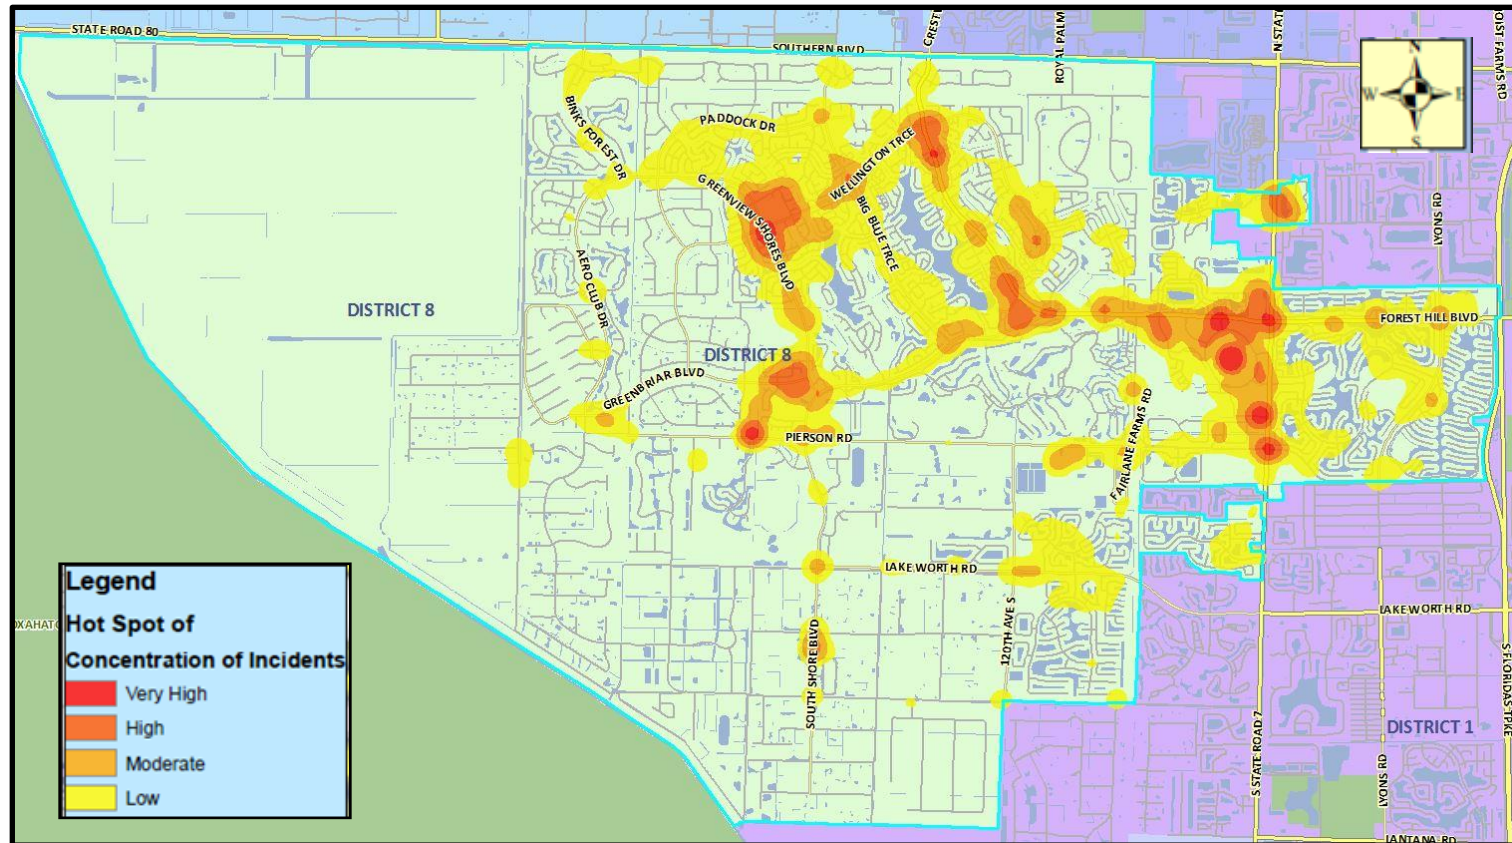 STATE ROAD 80
SOUTHERN BLVD
ROYAL PALM
N STATE
N
W
E
S
BINKS FOREST DR
PADDOCK DR
WELLINGTON TRCE
GREENVIEW SHORES BLVD
BIG BLUE TRCE
LYONS RD
AERO CLUB DR
DISTRICT 8
FOREST HILL BLVD
DISTRICT 8
GREENBRIAR BLVD
PIERSON RD
FAIRLANE FARMS RD
LAKE WORTH RD
LAKE WORTH RD
120TH AVE S
SOUTH SHORE BLVD
S STATE ROAD 7
DISTRICT 1
LYONS RD
LANTANA RD
Legend
Hot Spot of
Concentration of Incidents
Very High
High
Moderate
Low